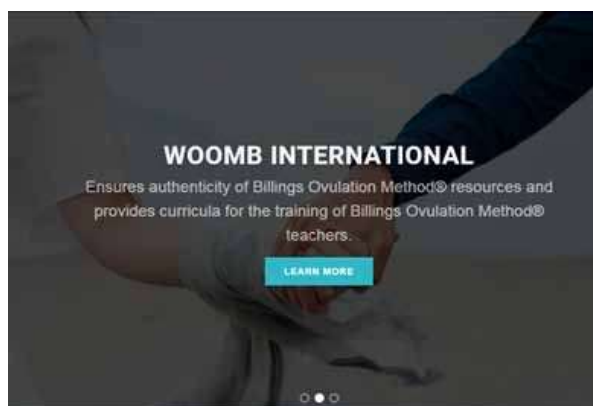 WOOMB INTERNATIONAL
Ensures authenticity of Billings Ovulation Method® resources and
provides curricula for the training of Billings Ovulation Method®
teachers.
LEARN MORE